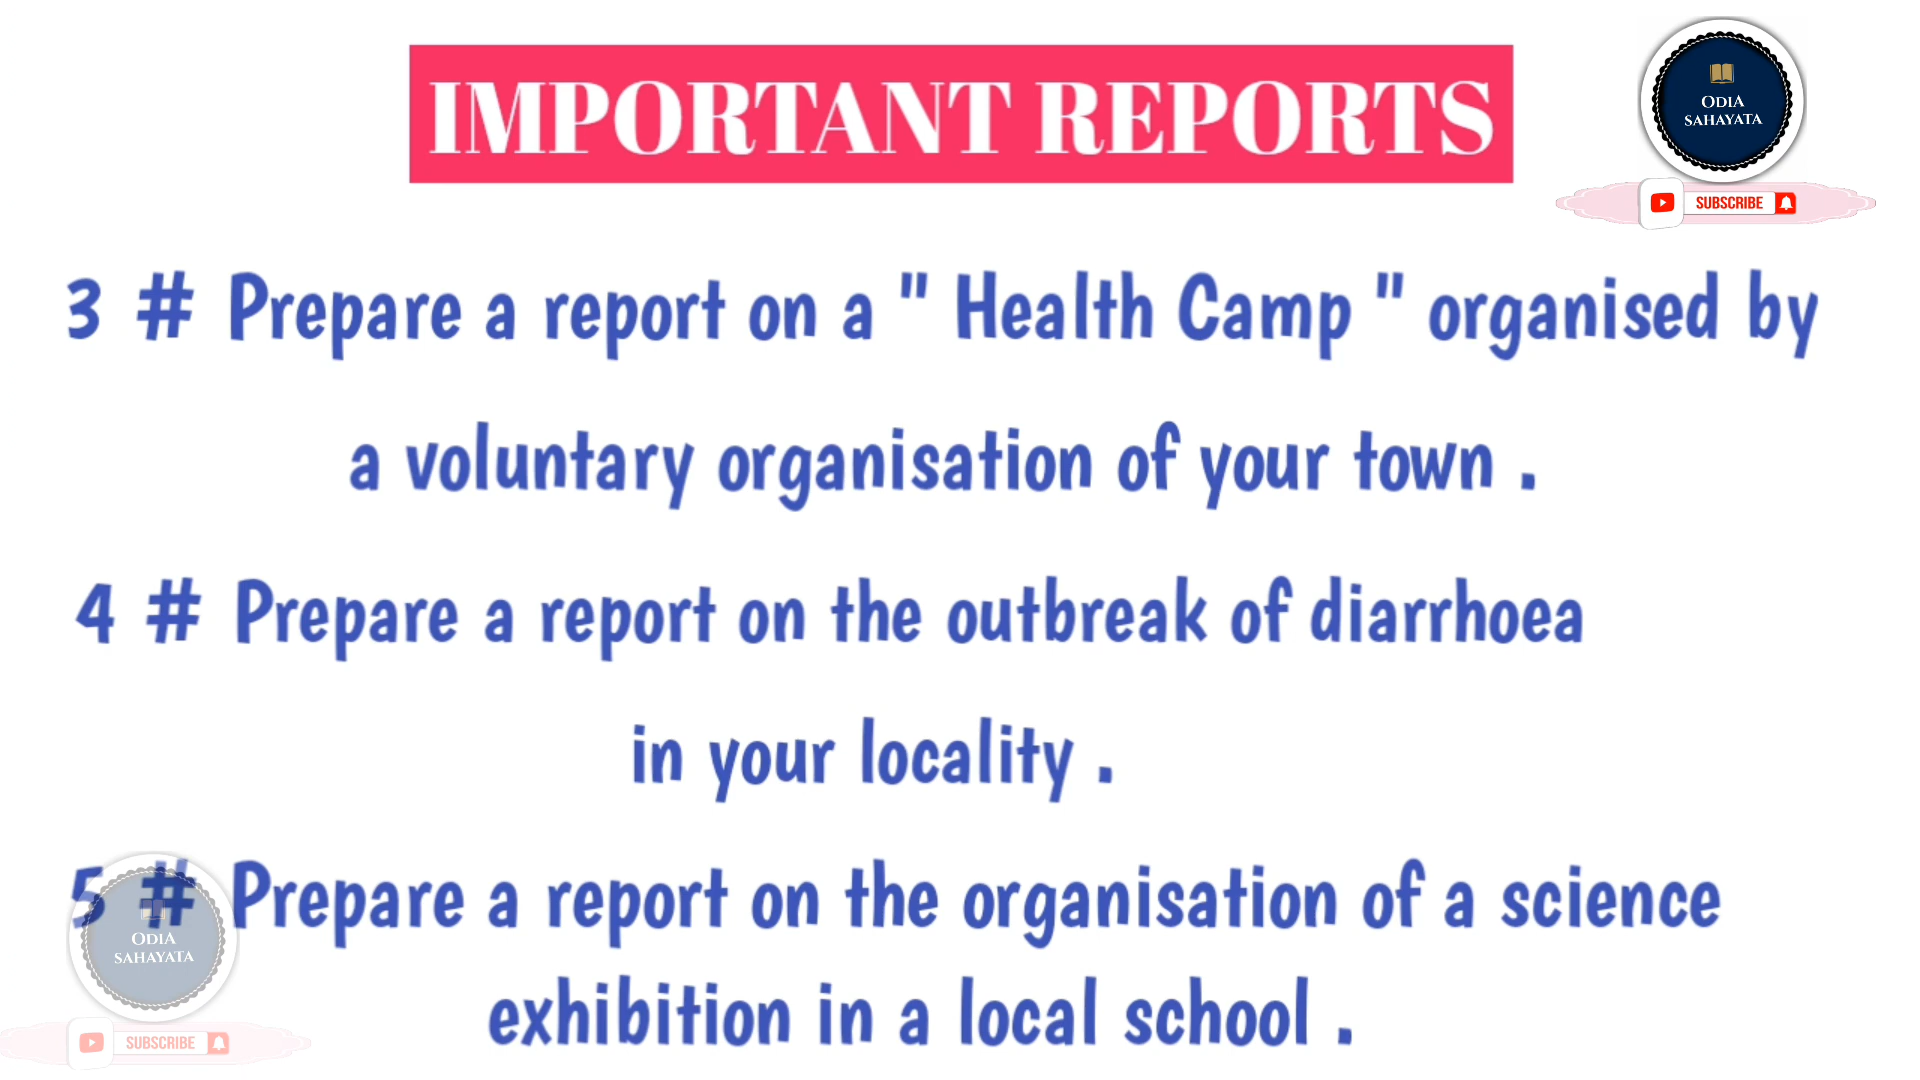 IMPORTANT REPORTS
ODIA
SAHAYATA
SUBSCRIBE
3 # Prepare a report on a " Health Camp " organised by
a voluntary organisation of your town .
4 # Prepare a report on the outbreak of diarrhoea
in your locality .
5 # Prepare a report on the organisation of a science
exhibition in a local school .
ODIA
SAHAYATA
SUBSCRIBE